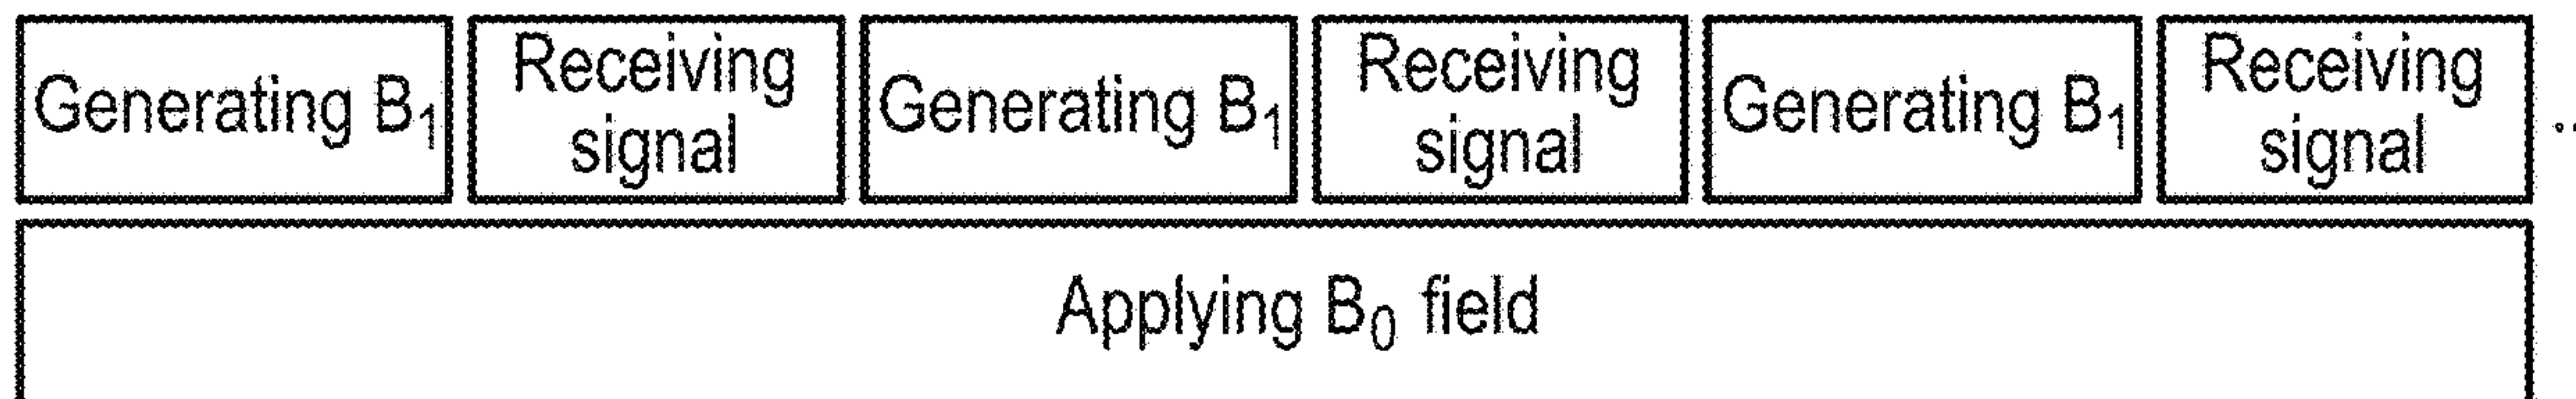 Generating B₁
Receiving
signal
Generating B₁
Receiving
signal
Generating B₁
Receiving
signal
..
Applying B₀ field